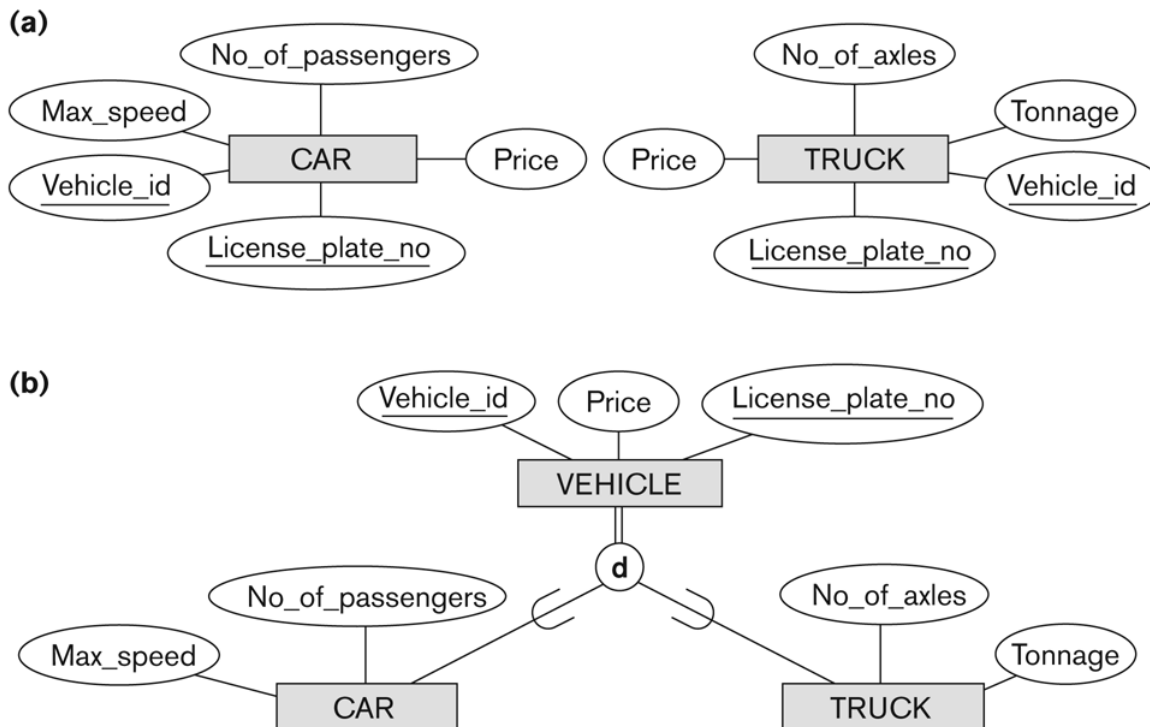 (a)
No_of_passengers
No_of_axles
Max_speed
Tonnage
CAR
Price
Price
TRUCK
Vehicle_id
Vehicle_id
License_plate_no
License_plate_no
(b)
Vehicle_id
Price
License_plate_no
VEHICLE
d
No_of_passengers
No_of_axles
Max_speed
Tonnage
CAR
TRUCK